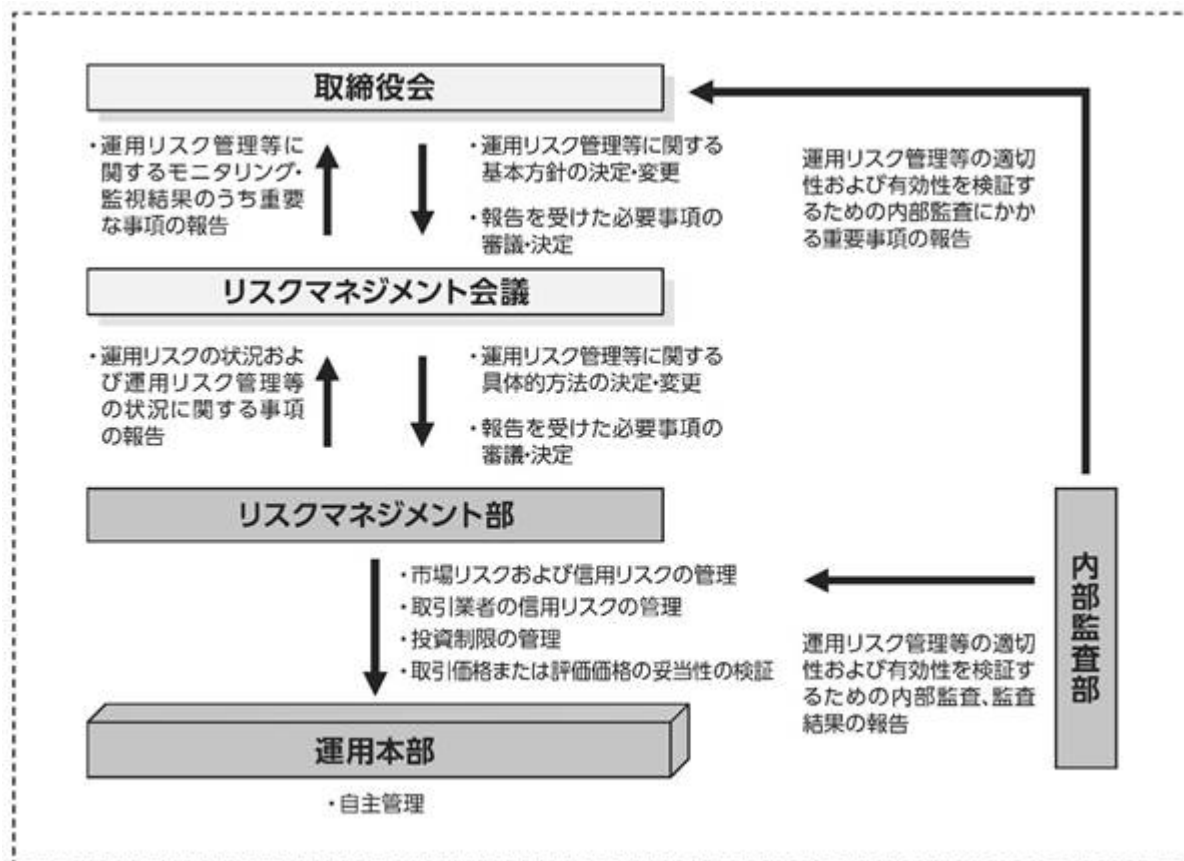 取締役会
・運用リスク管理等に
関するモニタリング・
監視結果のうち重要
な事項の報告
・運用リスク管理等に関する
基本方針の決定・変更
・報告を受けた必要事項の
審議・決定
運用リスク管理等の適切
性および有効性を検証す
るための内部監査にかか
る重要事項の報告
リスクマネジメント会議
・運用リスクの状況およ
び運用リスク管理等
の状況に関する事項
の報告
・運用リスク管理等に関する
具体的方法の決定・変更
・報告を受けた必要事項の
審議・決定
リスクマネジメント部
・市場リスクおよび信用リスクの管理
・取引業者の信用リスクの管理
・投資制限の管理
・取引価格または評価価格の妥当性の検証
内部監査部
運用リスク管理等の適切
性および有効性を検証す
るための内部監査、監査
結果の報告
運用本部
・自主管理